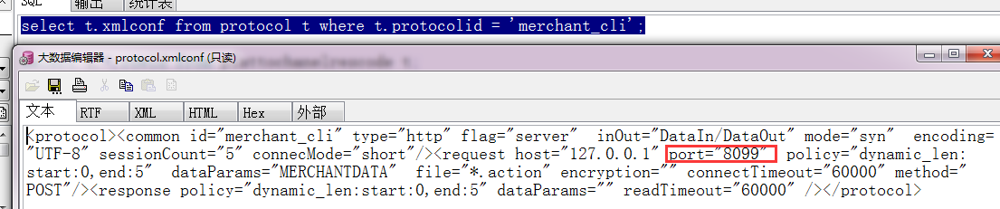 SQL 输出 统计表
select t.xmlconf from protocol t where t.protocolid = 'merchant_cli';
大数据编辑器 - protocol.xmlconf (只读)
文本 RTF XML HTML Hex 外部
<protocol><common id="merchant_cli" type="http" flag="server"  inOut="DataIn/DataOut" mode="syn"  encoding=
"UTF-8" sessionCount="5" connecMode="short"/><request host="127.0.0.1" port="8099"  policy="dynamic_len:
start:0,end:5"  dataParams="MERCHANTDATA"  file="*.action" encryption="" connectTimeout="60000" method="
POST"/><response policy="dynamic_len:start:0,end:5" dataParams="" readTimeout="60000" /></protocol>